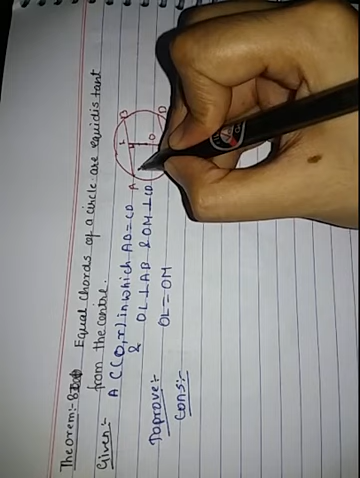 Theorem:- Equal Chords of a circle are equidistant
from the centre.
Given:- A C(O,r) in which AB = CD
& OL ⊥ AB & OM ⊥ CD
To prove:- OL = OM
Cons:-
A
B
L
M
O
D